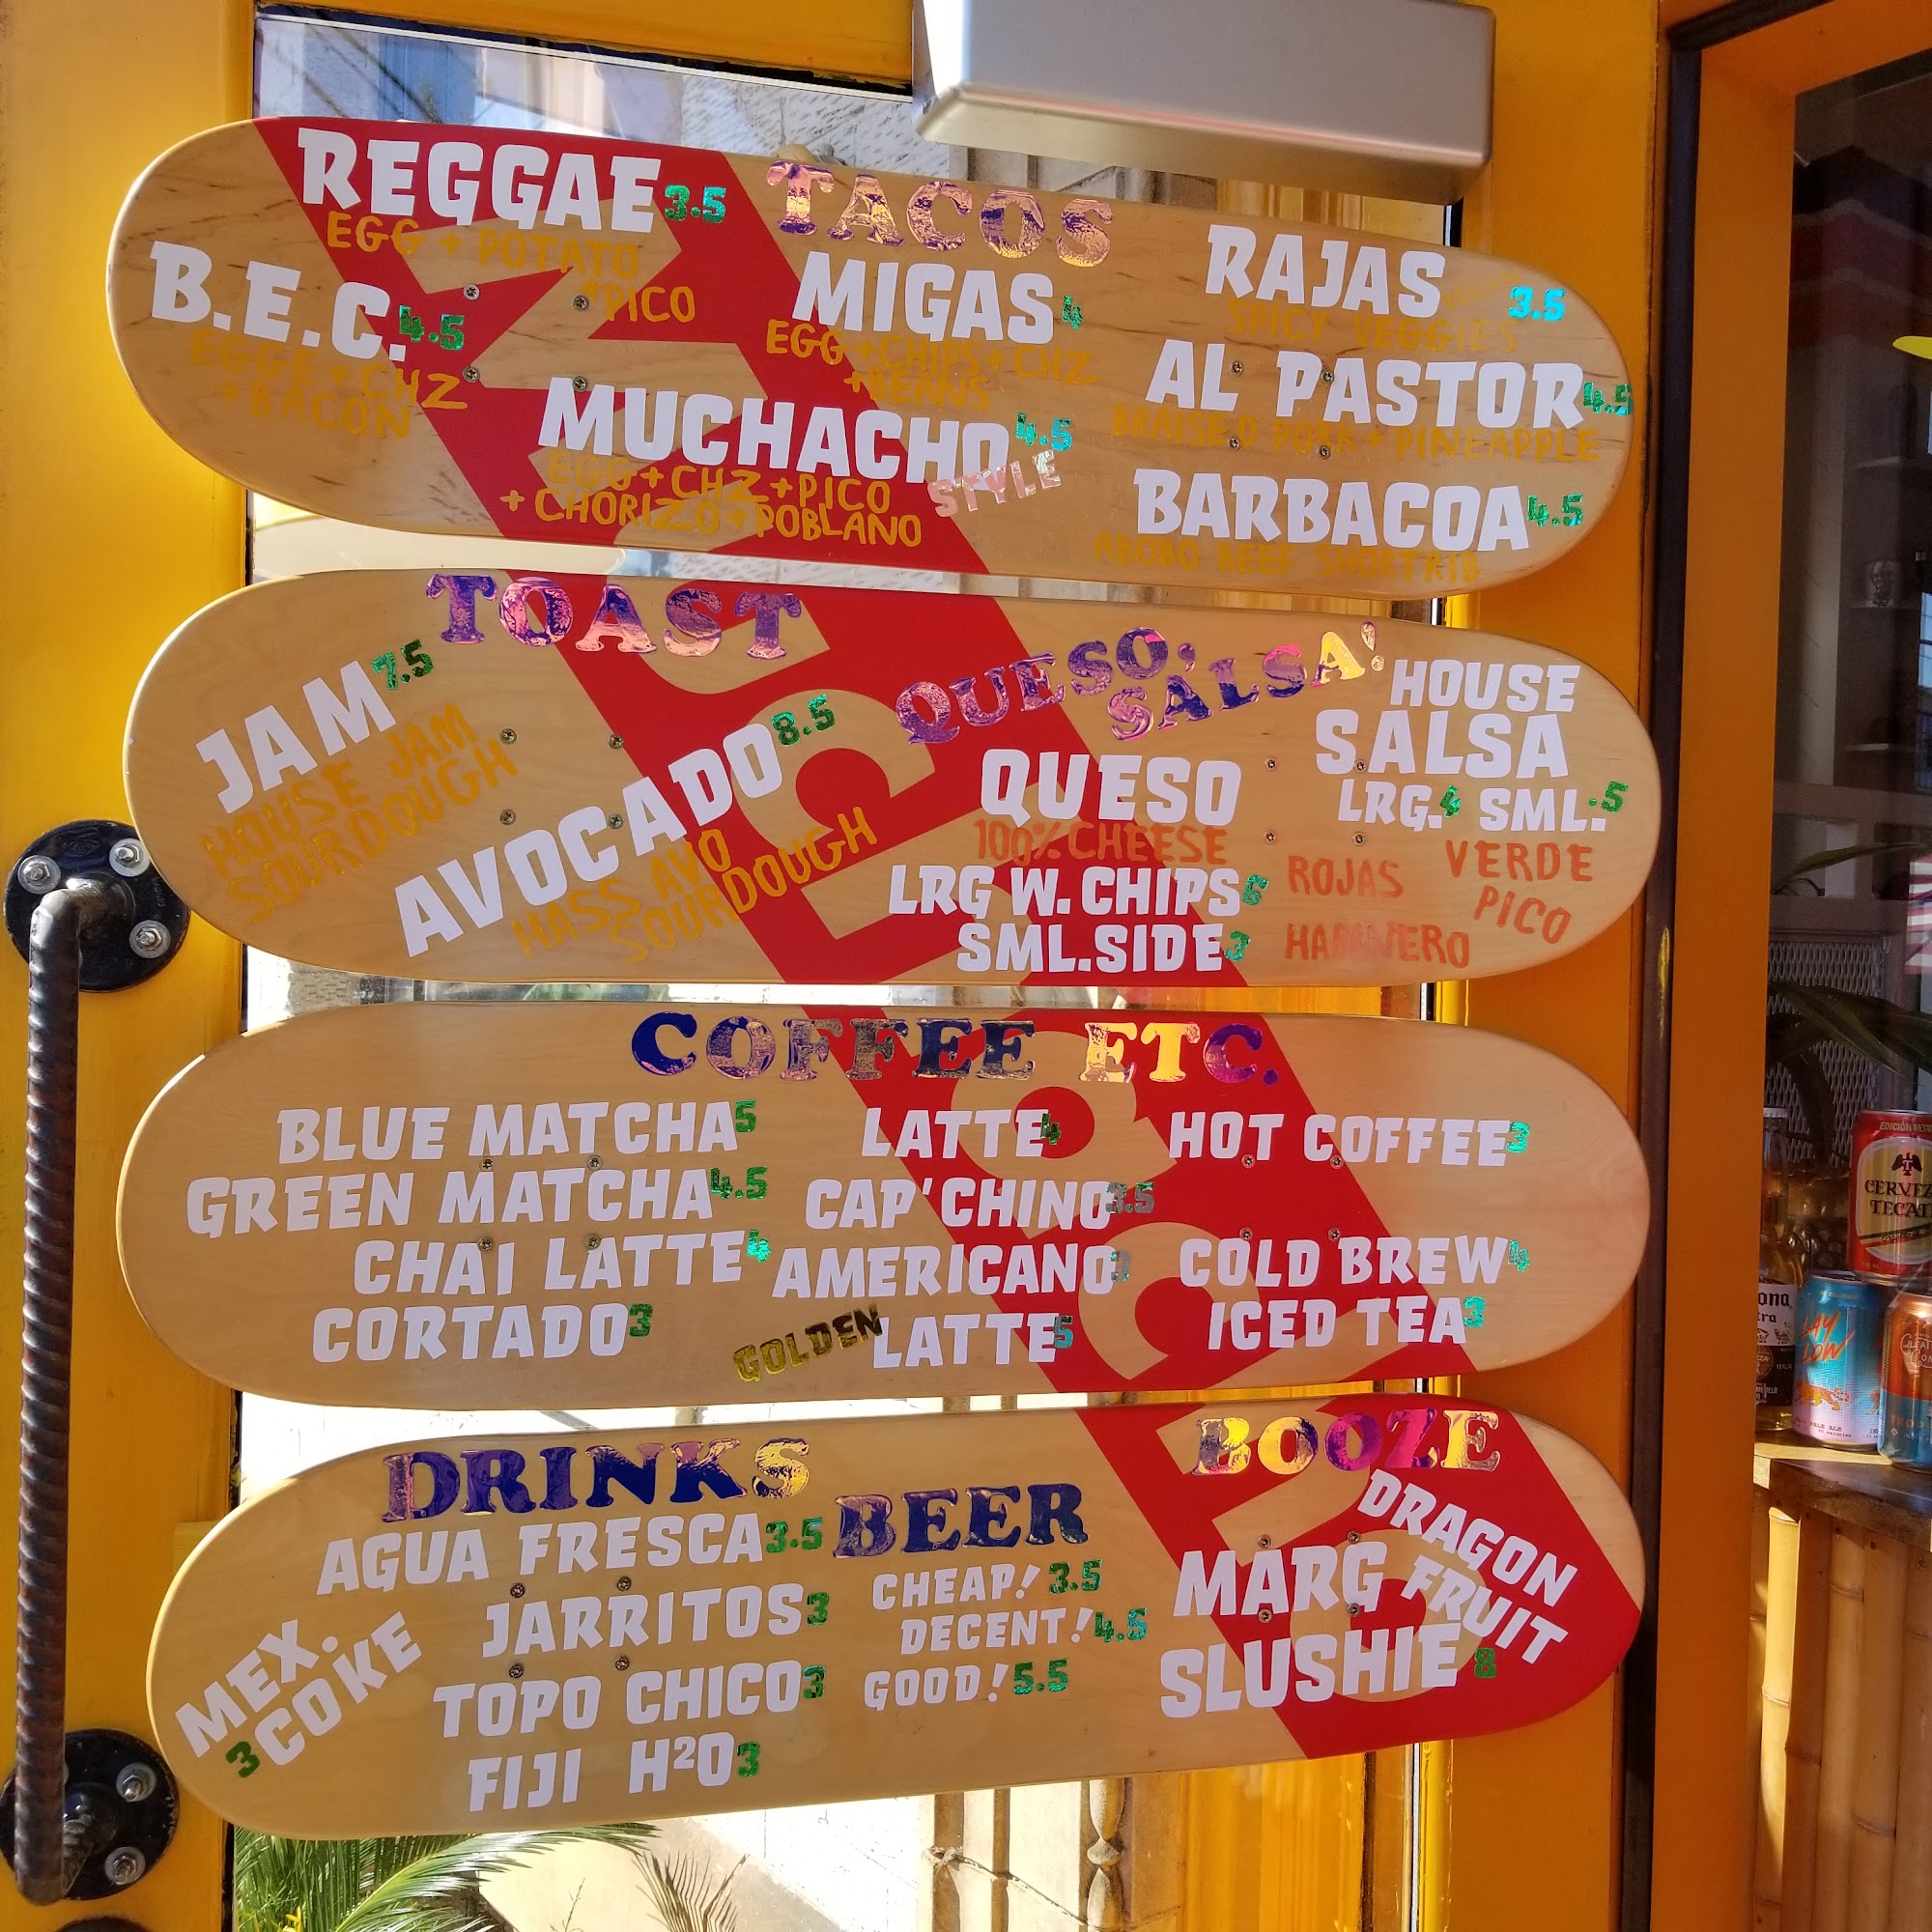 REGGAE 3.5
EGG + POTATO
+ PICO
B.E.C. 4.5
EGGE + CHZ
+ BACON
TACOS
MIGAS 4
EGG + CHIPS + CHZ
+ BEANS
MUCHACHO 4.5
STYLE
EGG + CHZ + PICO
+ CHORIZO + POBLANO
RAJAS 3.5
SPICY VEGGIES
AL PASTOR 4.5
BRAISED PORK + PINEAPPLE
BARBACOA 4.5
ABOBO BEEF SHORTRIB
TOAST
JAM 7.5
HOUSE JAM
SOURDOUGH
AVOCADO 8.5
MASS AVO
SOURDOUGH
QUESO,
SALSA!
QUESO
100% CHEESE
LRG W. CHIPS 6
SML. SIDE 3
HOUSE
SALSA
LRG. 4 SML. .5
ROJAS VERDE
PICO
HABANERO
COFFEE ETC.
BLUE MATCHA 5
GREEN MATCHA 4.5
CHAI LATTE 4
CORTADO 3
LATTE 4
CAP'CHINO 3.5
AMERICANO
GOLDEN LATTE 5
HOT COFFEE 3
COLD BREW 4
ICED TEA 3
DRINKS
AGUA FRESCA 3.5
MEX.
COKE
3
JARRITOS 3
TOPO CHICO 3
FIJI H²O 3
BEER
CHEAP! 3.5
DECENT! 4.5
GOOD! 5.5
BOOZE
DRAGON
FRUIT
MARG
SLUSHIE 8
CERVEZ
TECAT
LAY
LOW